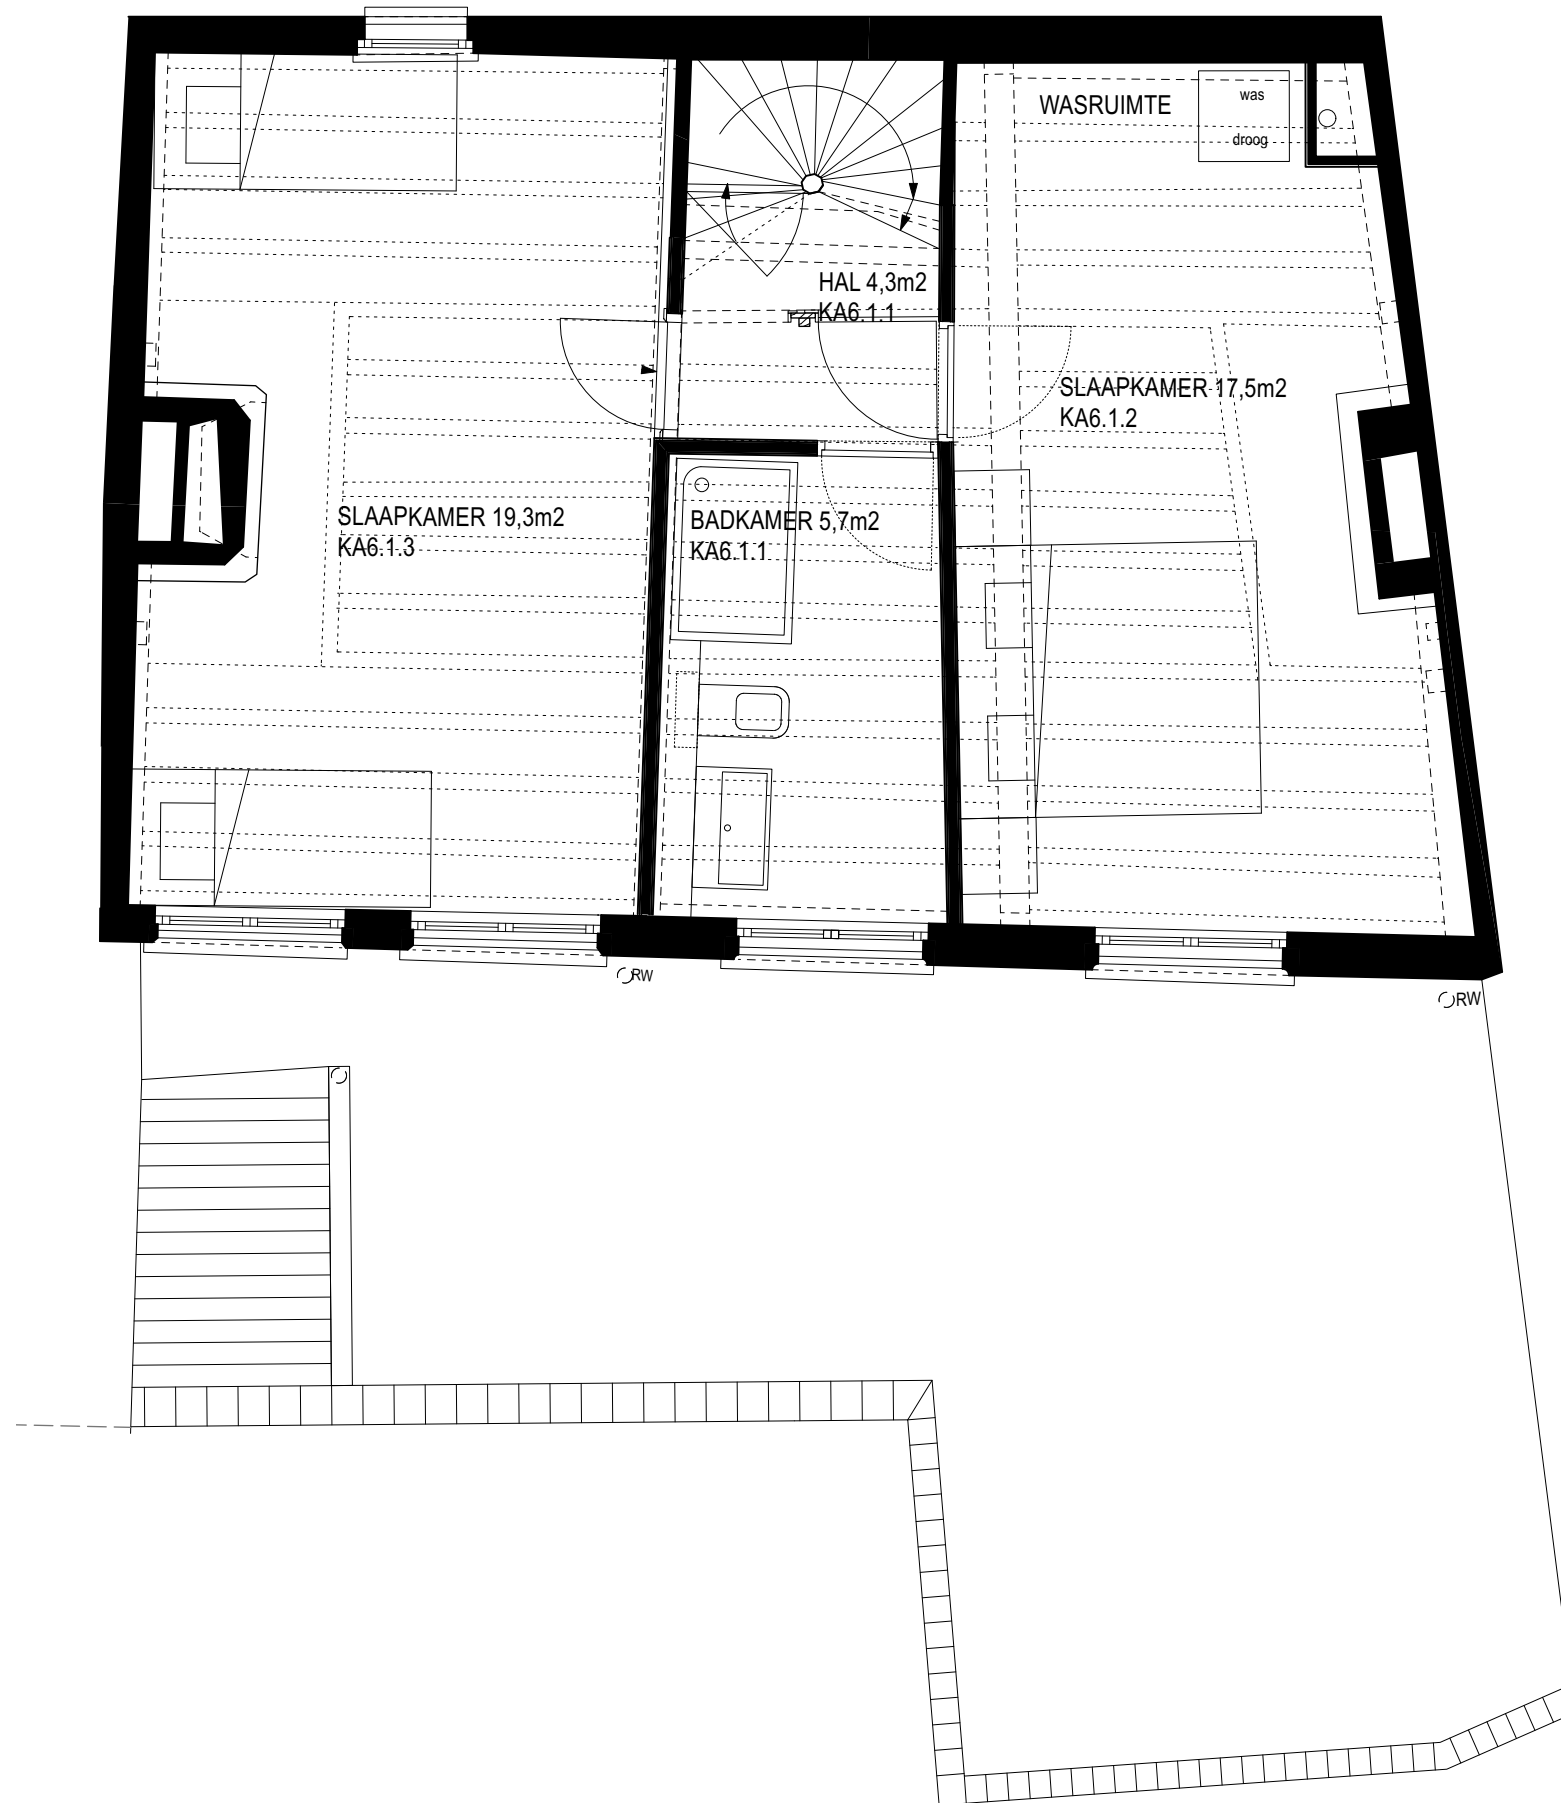 WASRUIMTE
was
droog
HAL 4,3m2
KA6.1.1
SLAAPKAMER 17,5m2
KA6.1.2
SLAAPKAMER 19,3m2
KA6.1.3
BADKAMER 5,7m2
KA6.1.1
RW
RW